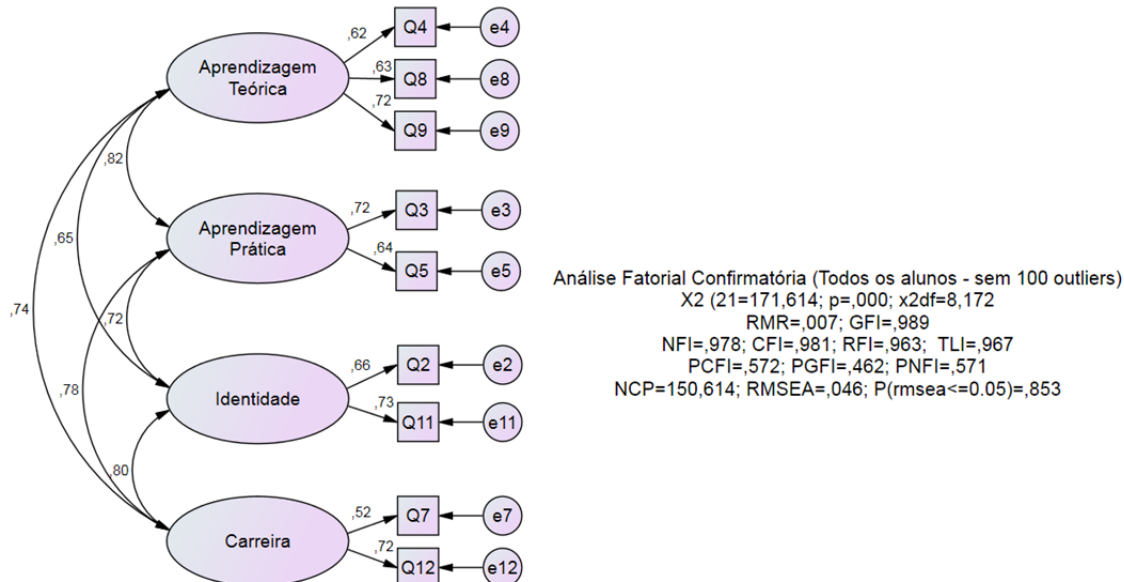 ,62
Q4
e4
Aprendizagem
Teórica
,63
Q8
e8
,72
Q9
e9
,82
Aprendizagem
Prática
,72
Q3
e3
,64
Q5
e5
,65
,74
,72
,78
Identidade
,66
Q2
e2
,73
Q11
e11
,80
Carreira
,52
Q7
e7
,72
Q12
e12
Análise Fatorial Confirmatória (Todos os alunos - sem 100 outliers)
X2 (21=171,614; p=,000; x2df=8,172
RMR=,007; GFI=,989
NFI=,978; CFI=,981; RFI=,963; TLI=,967
PCFI=,572; PGFI=,462; PNFI=,571
NCP=150,614; RMSEA=,046; P(rmsea<=0.05)=,853